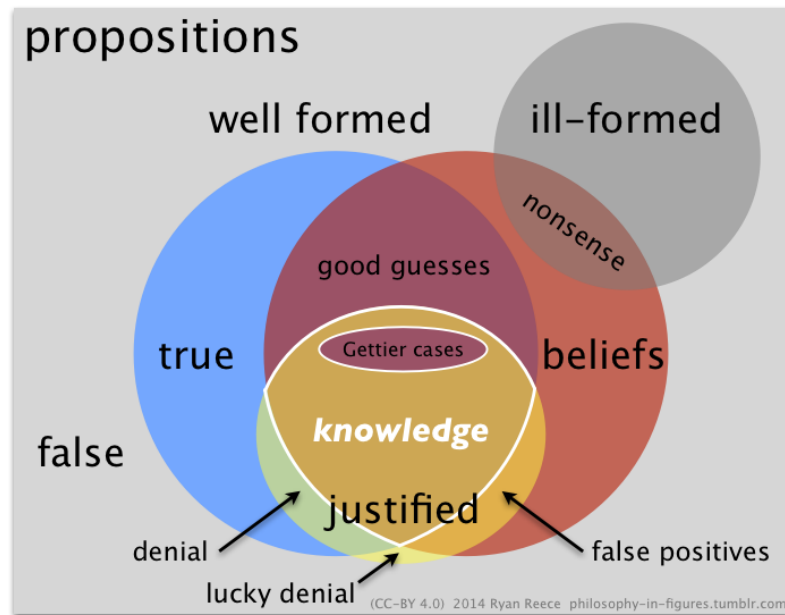 propositions
well formed
ill-formed
nonsense
good guesses
Gettier cases
true
beliefs
knowledge
false
justified
denial
false positives
lucky denial
(CC-BY 4.0) 2014 Ryan Reece philosophy-in-figures.tumblr.com